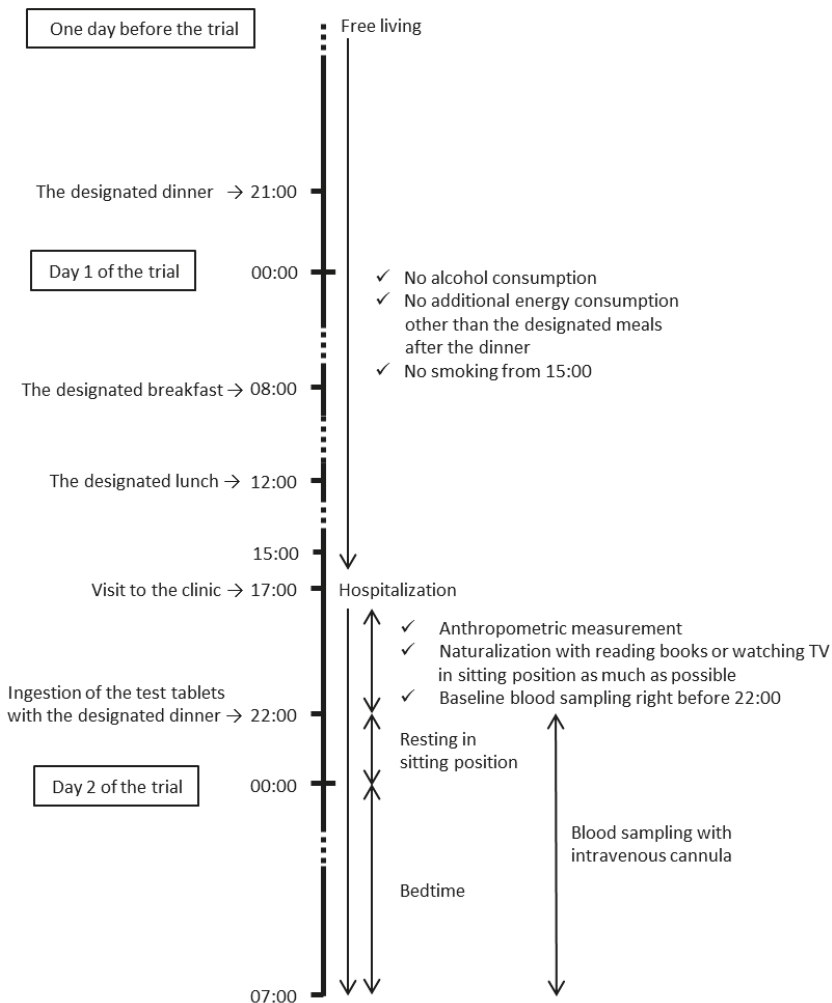 One day before the trial
Free living
The designated dinner → 21:00
Day 1 of the trial
00:00
✓ No alcohol consumption
✓ No additional energy consumption
other than the designated meals
after the dinner
✓ No smoking from 15:00
The designated breakfast → 08:00
The designated lunch → 12:00
15:00
Visit to the clinic → 17:00
Hospitalization
✓ Anthropometric measurement
✓ Naturalization with reading books or watching TV
in sitting position as much as possible
✓ Baseline blood sampling right before 22:00
Ingestion of the test tablets
with the designated dinner → 22:00
Resting in
sitting position
Day 2 of the trial
00:00
Blood sampling with
intravenous cannula
Bedtime
07:00